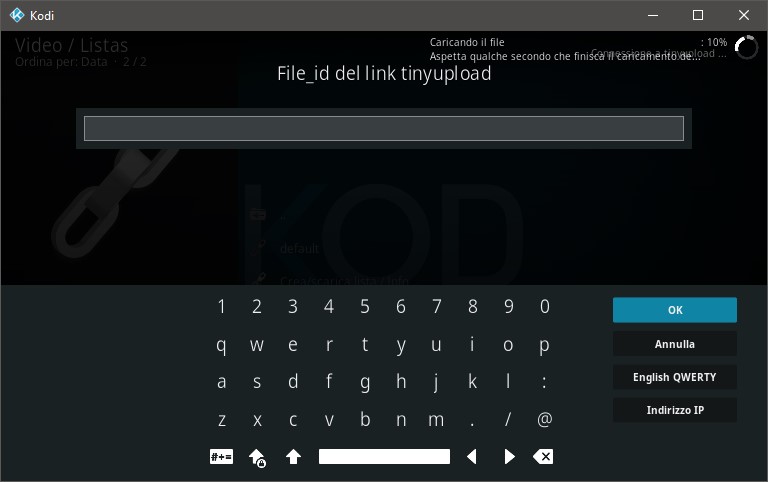 Kodi
Video / Listas
Ordina per: Data · 2 / 2
Caricando il file : 10%
Aspetta qualche secondo che finisca il caricamento de...
Connessione a tinyupload ...
File_id del link tinyupload
KOD
..
default
1 2 3 4 5 6 7 8 9 0
OK
q w e r t y u i o p
Annulla
a s d f g h j k l :
English QWERTY
z x c v b n m . / @
Indirizzo IP
#+=